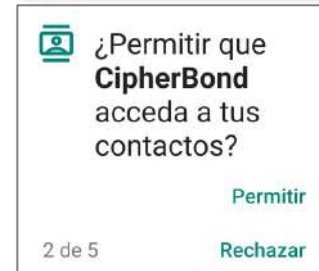 ¿Permitir que
CipherBond
acceda a tus
contactos?
Permitir
2 de 5
Rechazar